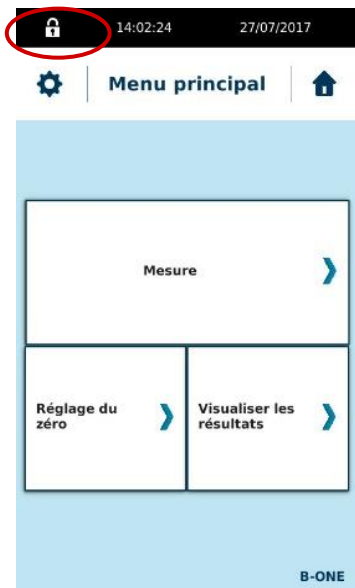 14:02:24 27/07/2017
Menu principal
Mesure
Réglage du
zéro
Visualiser les
résultats
B-ONE